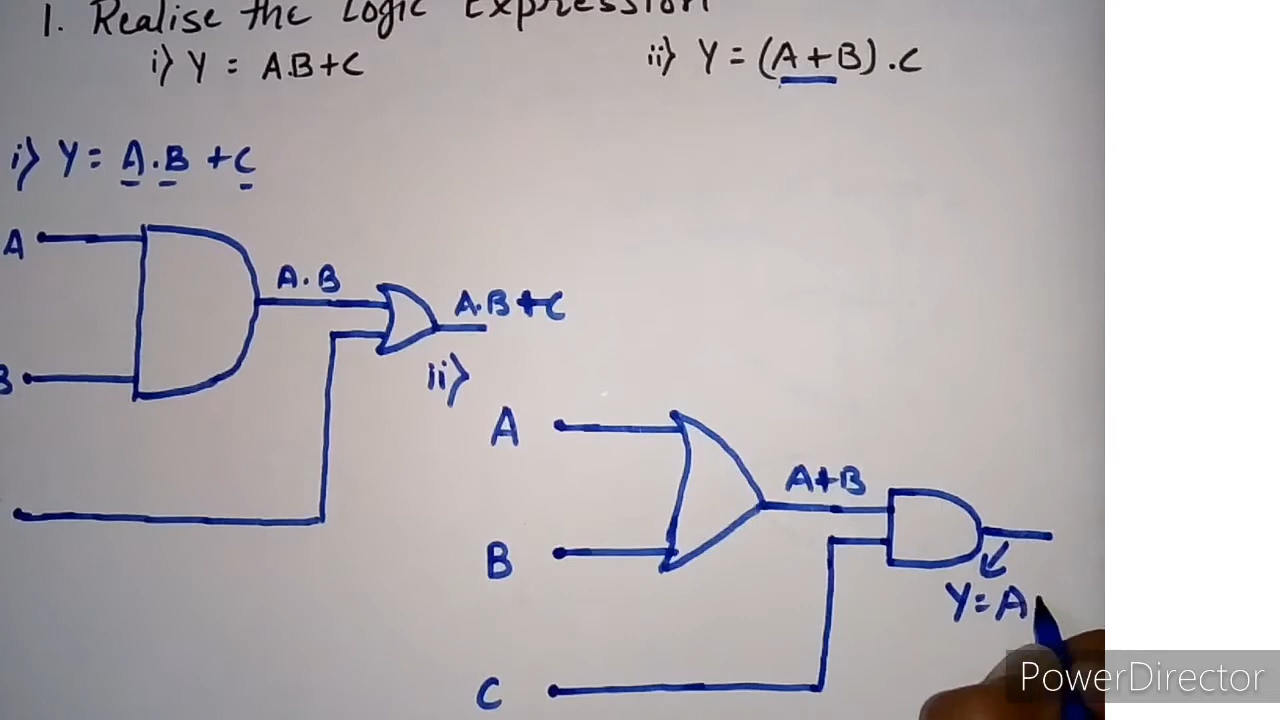 1. Realise the Logic Expression
i) Y = A.B+C
ii) Y = (A+B).C
i) Y = A.B + C
A
A.B
A.B+C
B
ii)
A
A+B
B
Y=A
C
PowerDirector